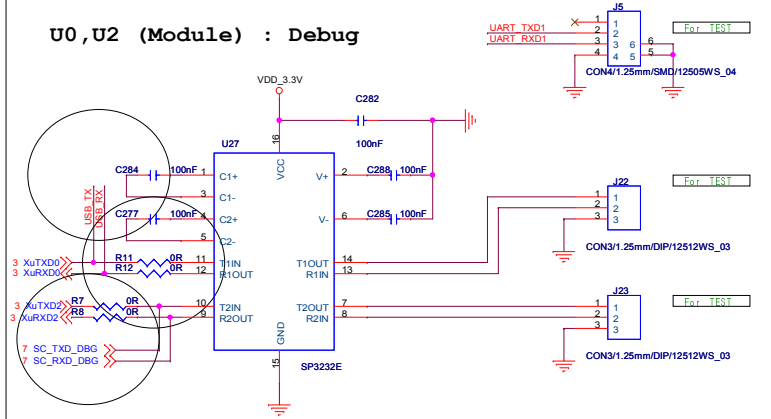 U0,U2 (Module) : Debug
J5
UART_TXD1
UART_RXD1
1
2
3
4
1
2
3
4
6
5
6
5
For TEST
CON4/1.25mm/SMD/12505WS_04
VDD_3.3V
C282
100nF
U27
16
VCC
C284
100nF
1
C1+
3
C1-
C277
100nF
4
C2+
5
C2-
V+
2
C288
100nF
V-
6
C285
100nF
USB_TX
USB_RX
3 XuTXD0
3 XuRXD0
R11
0R
R12
0R
11
T1IN
12
R1OUT
T1OUT
14
R1IN
13
3 XuTXD2
3 XuRXD2
R7
0R
R8
0R
10
T2IN
9
R2OUT
T2OUT
7
R2IN
8
7 SC_TXD_DBG
7 SC_RXD_DBG
GND
15
SP3232E
J22
1
2
3
1
2
3
For TEST
CON3/1.25mm/DIP/12512WS_03
J23
1
2
3
1
2
3
For TEST
CON3/1.25mm/DIP/12512WS_03